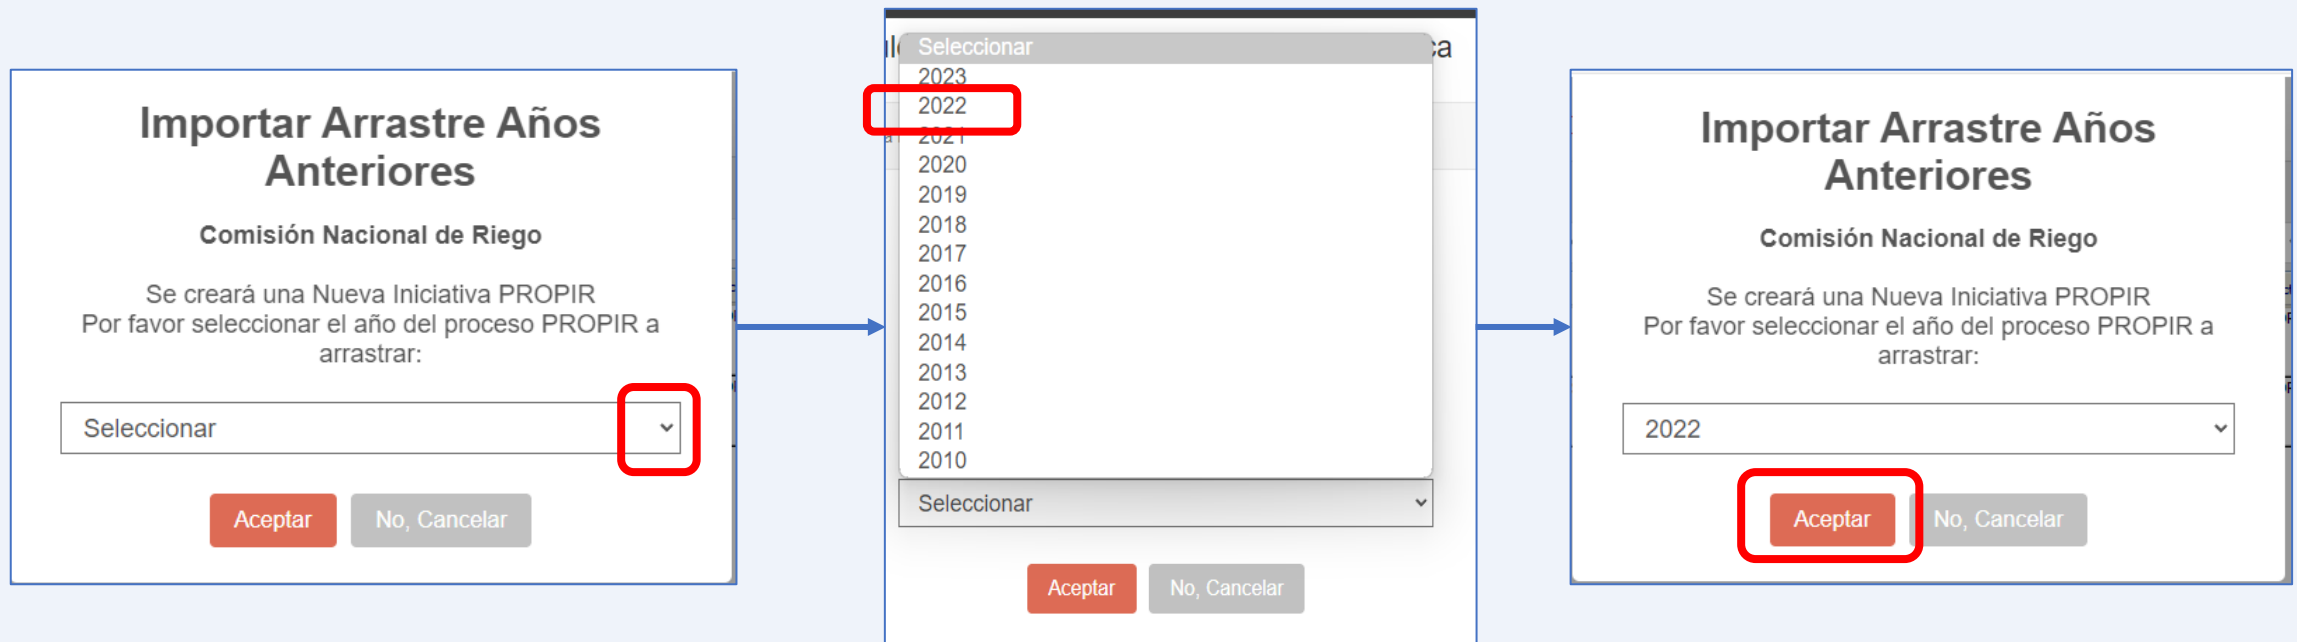 Importar Arrastre Años
Anteriores
Comisión Nacional de Riego
Se creará una Nueva Iniciativa PROPIR
Por favor seleccionar el año del proceso PROPIR a
arrastrar:
Seleccionar
Aceptar
No, Cancelar
Seleccionar
2023
2022
2021
2020
2019
2018
2017
2016
2015
2014
2013
2012
2011
2010
Seleccionar
Aceptar
No, Cancelar
Importar Arrastre Años
Anteriores
Comisión Nacional de Riego
Se creará una Nueva Iniciativa PROPIR
Por favor seleccionar el año del proceso PROPIR a
arrastrar:
2022
Aceptar
No, Cancelar